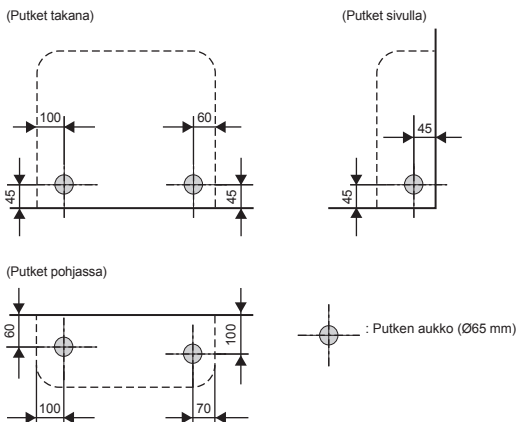 (Putket takana)
(Putket sivulla)
100
60
45
45
45
45
(Putket pohjassa)
60
100
: Putken aukko (Ø65 mm)
100
70